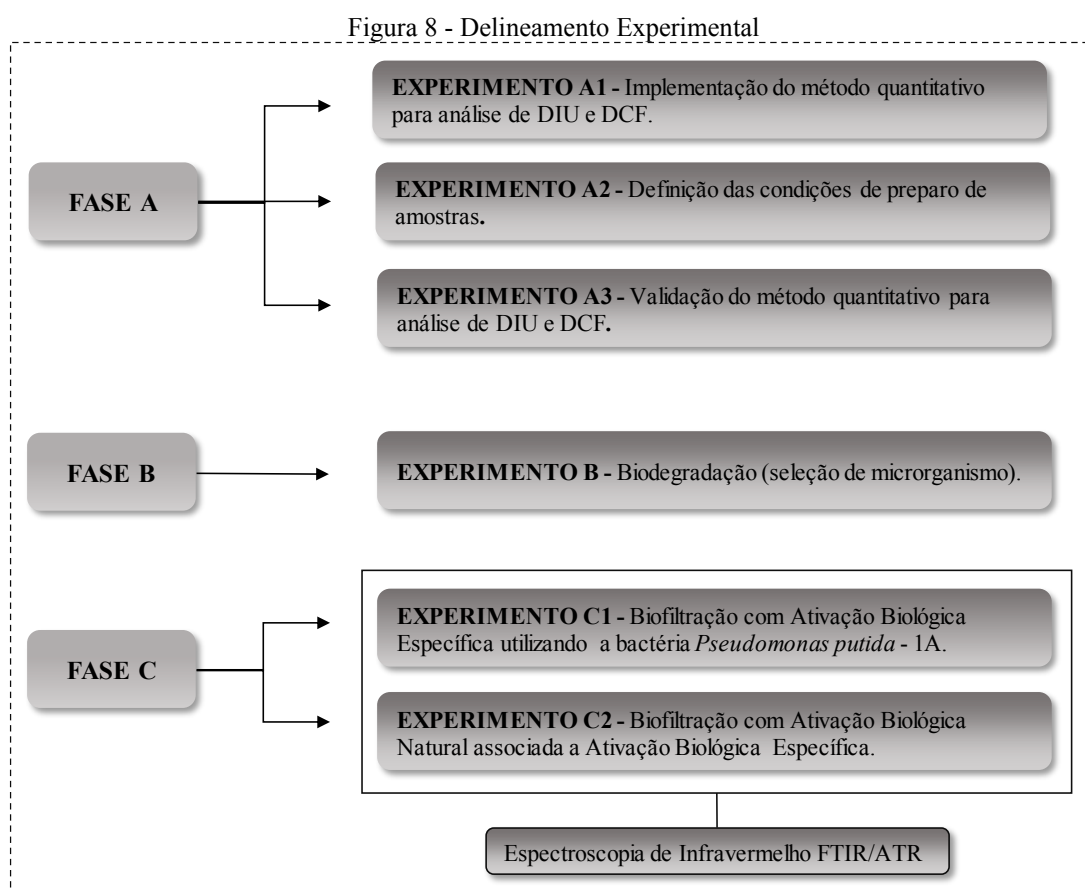 Figura 8 - Delineamento Experimental
FASE A
EXPERIMENTO A1 - Implementação do método quantitativo
para análise de DIU e DCF.
EXPERIMENTO A2 - Definição das condições de preparo de
amostras.
EXPERIMENTO A3 - Validação do método quantitativo para
análise de DIU e DCF.
FASE B
EXPERIMENTO B - Biodegradação (seleção de microrganismo).
FASE C
EXPERIMENTO C1 - Biofiltração com Ativação Biológica
Específica utilizando a bactéria Pseudomonas putida - 1A.
EXPERIMENTO C2 - Biofiltração com Ativação Biológica
Natural associada a Ativação Biológica Específica.
Espectroscopia de Infravermelho FTIR/ATR